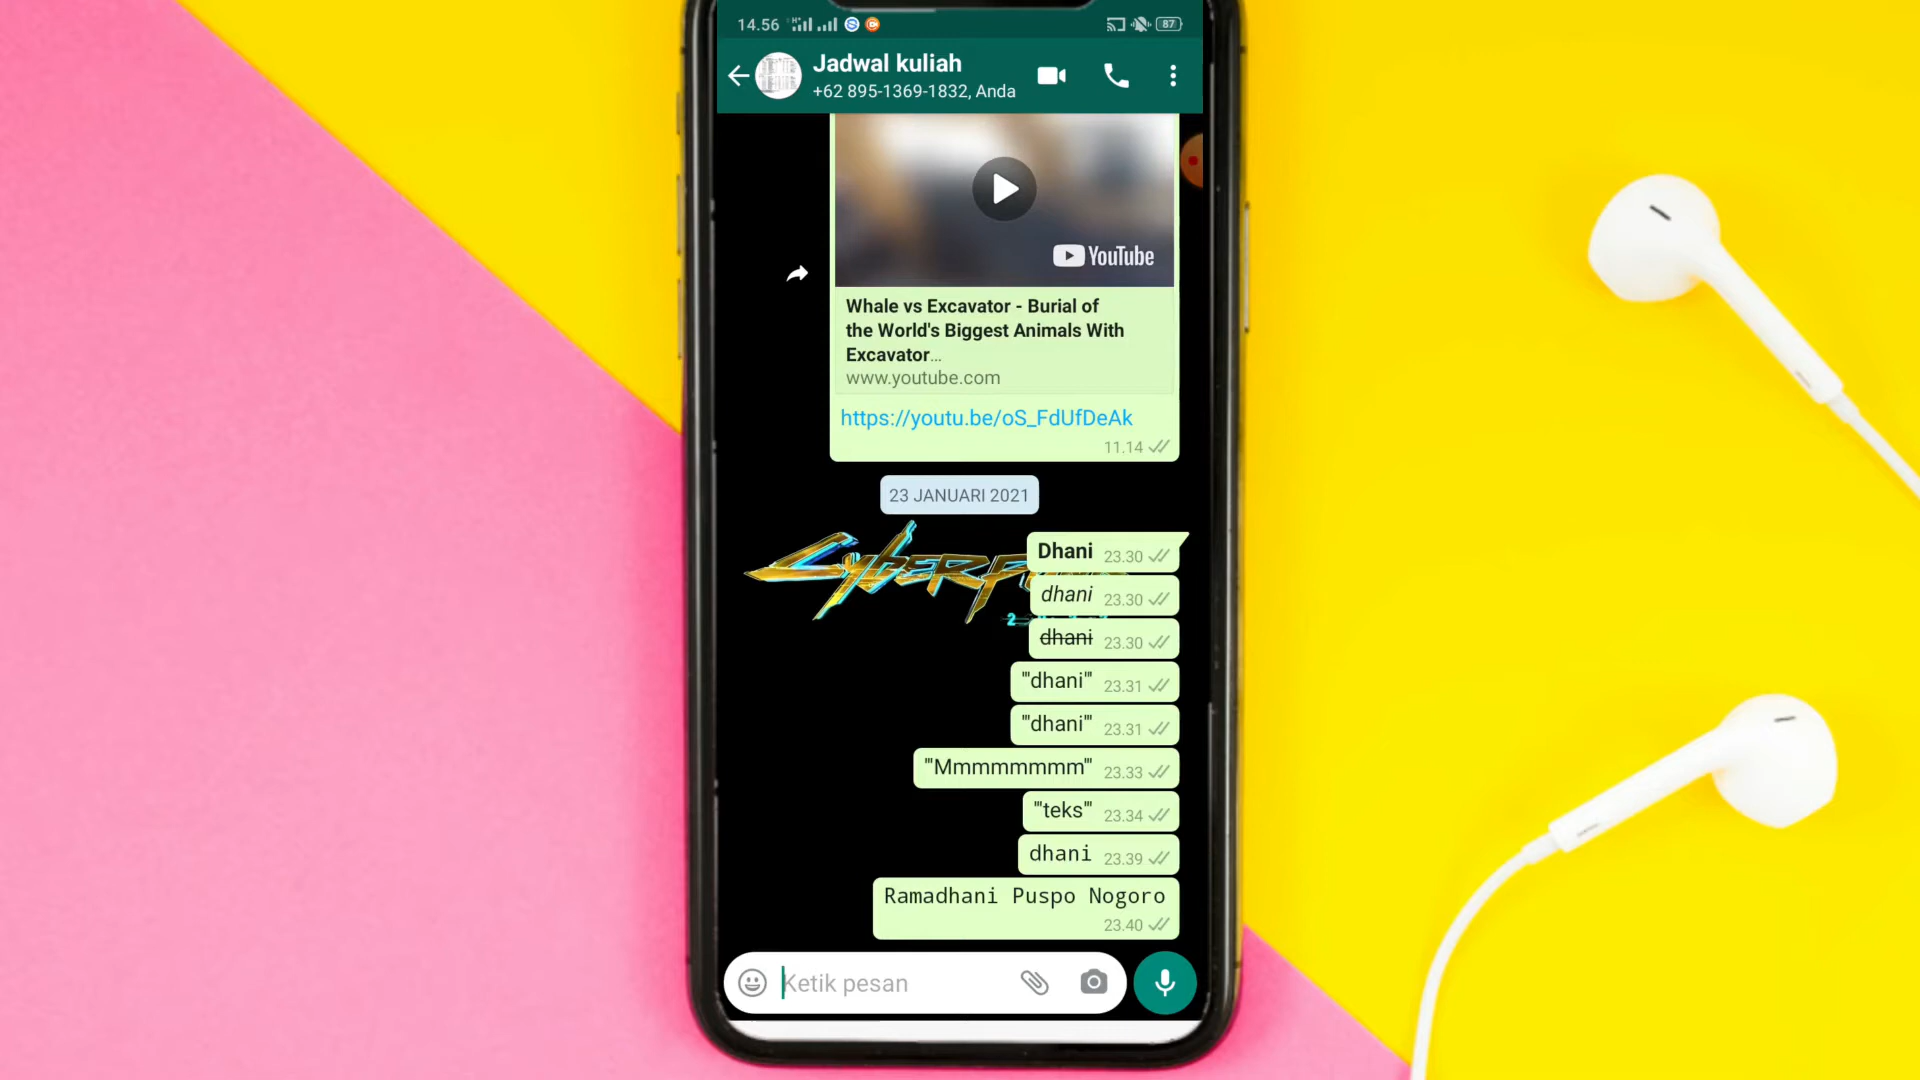 14.56
87
Jadwal kuliah
+62 895-1369-1832, Anda
YouTube
Whale vs Excavator - Burial of
the World's Biggest Animals With
Excavator...
www.youtube.com
https://youtu.be/oS_FdUfDeAk
11.14
23 JANUARI 2021
Dhani 23.30
dhani 23.30
dhani 23.30
"'dhani'" 23.31
"'dhani'" 23.31
"'Mmmmmmmm'" 23.33
"'teks'" 23.34
dhani 23.39
Ramadhani Puspo Nogoro
23.40
Ketik pesan